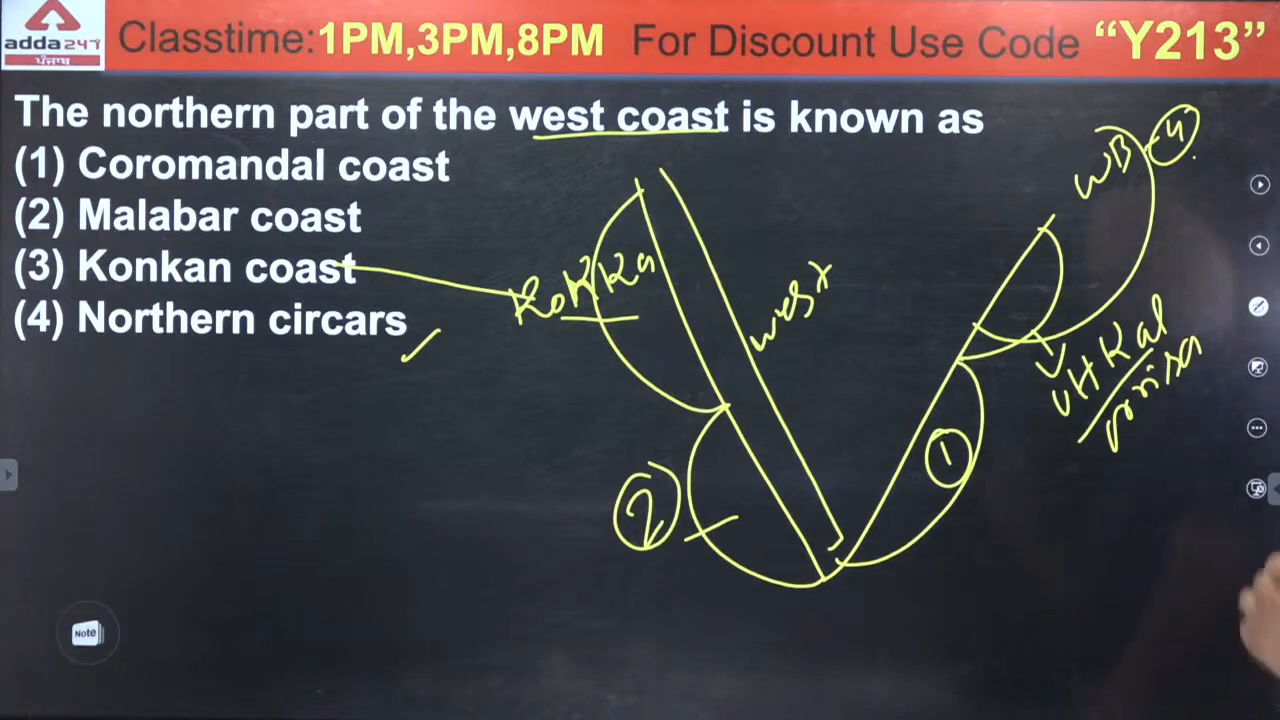 adda247
ਪੰਜਾਬ
Classtime:1PM,3PM,8PM For Discount Use Code “Y213”
The northern part of the west coast is known as
(1) Coromandal coast
(2) Malabar coast
(3) Konkan coast
(4) Northern circars
WB
4
west
1
2
Note